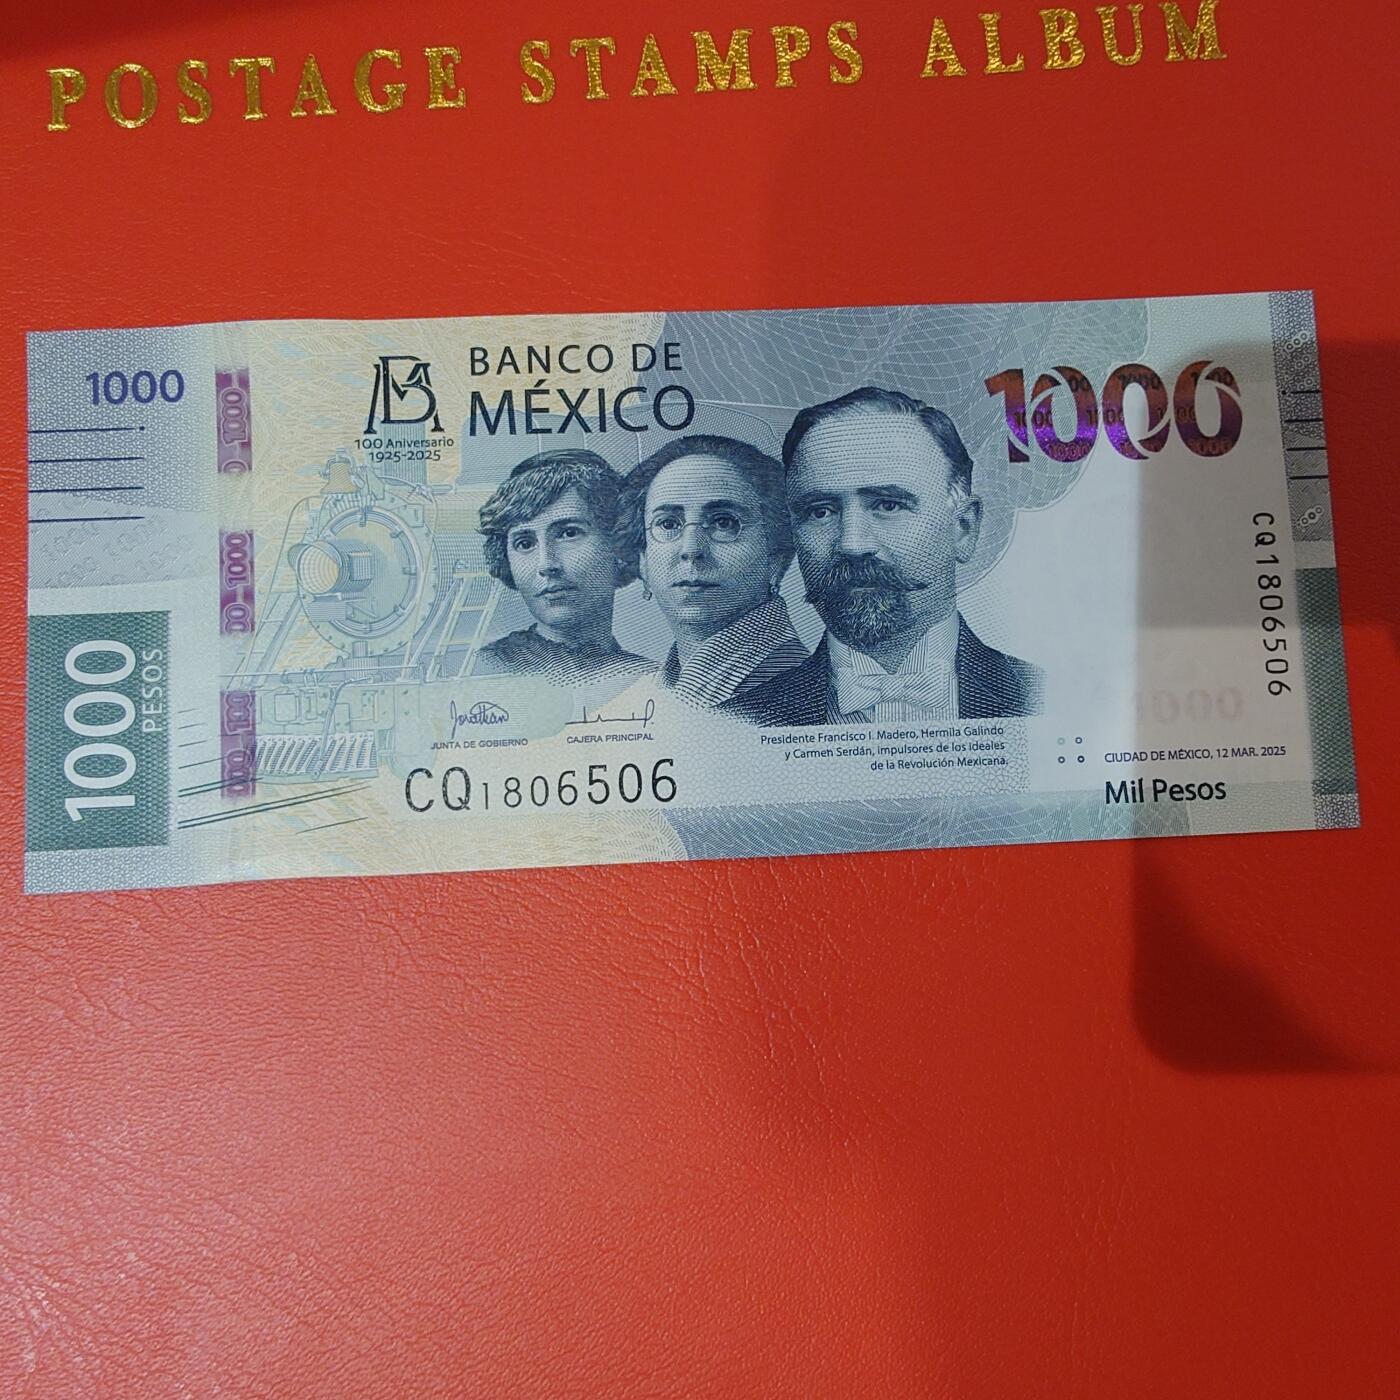 POSTAGE STAMPS ALBUM
1000
BM
100 Aniversario
1925-2025
BANCO DE
MÉXICO
1000
1000
PESOS
CQ1806506
JUNTA DE GOBIERNO
CAJERA PRINCIPAL
CQ1806506
Presidente Francisco I. Madero, Hermila Galindo
y Carmen Serdán, impulsores de los ideales
de la Revolución Mexicana.
CIUDAD DE MÉXICO, 12 MAR. 2025
Mil Pesos
1000